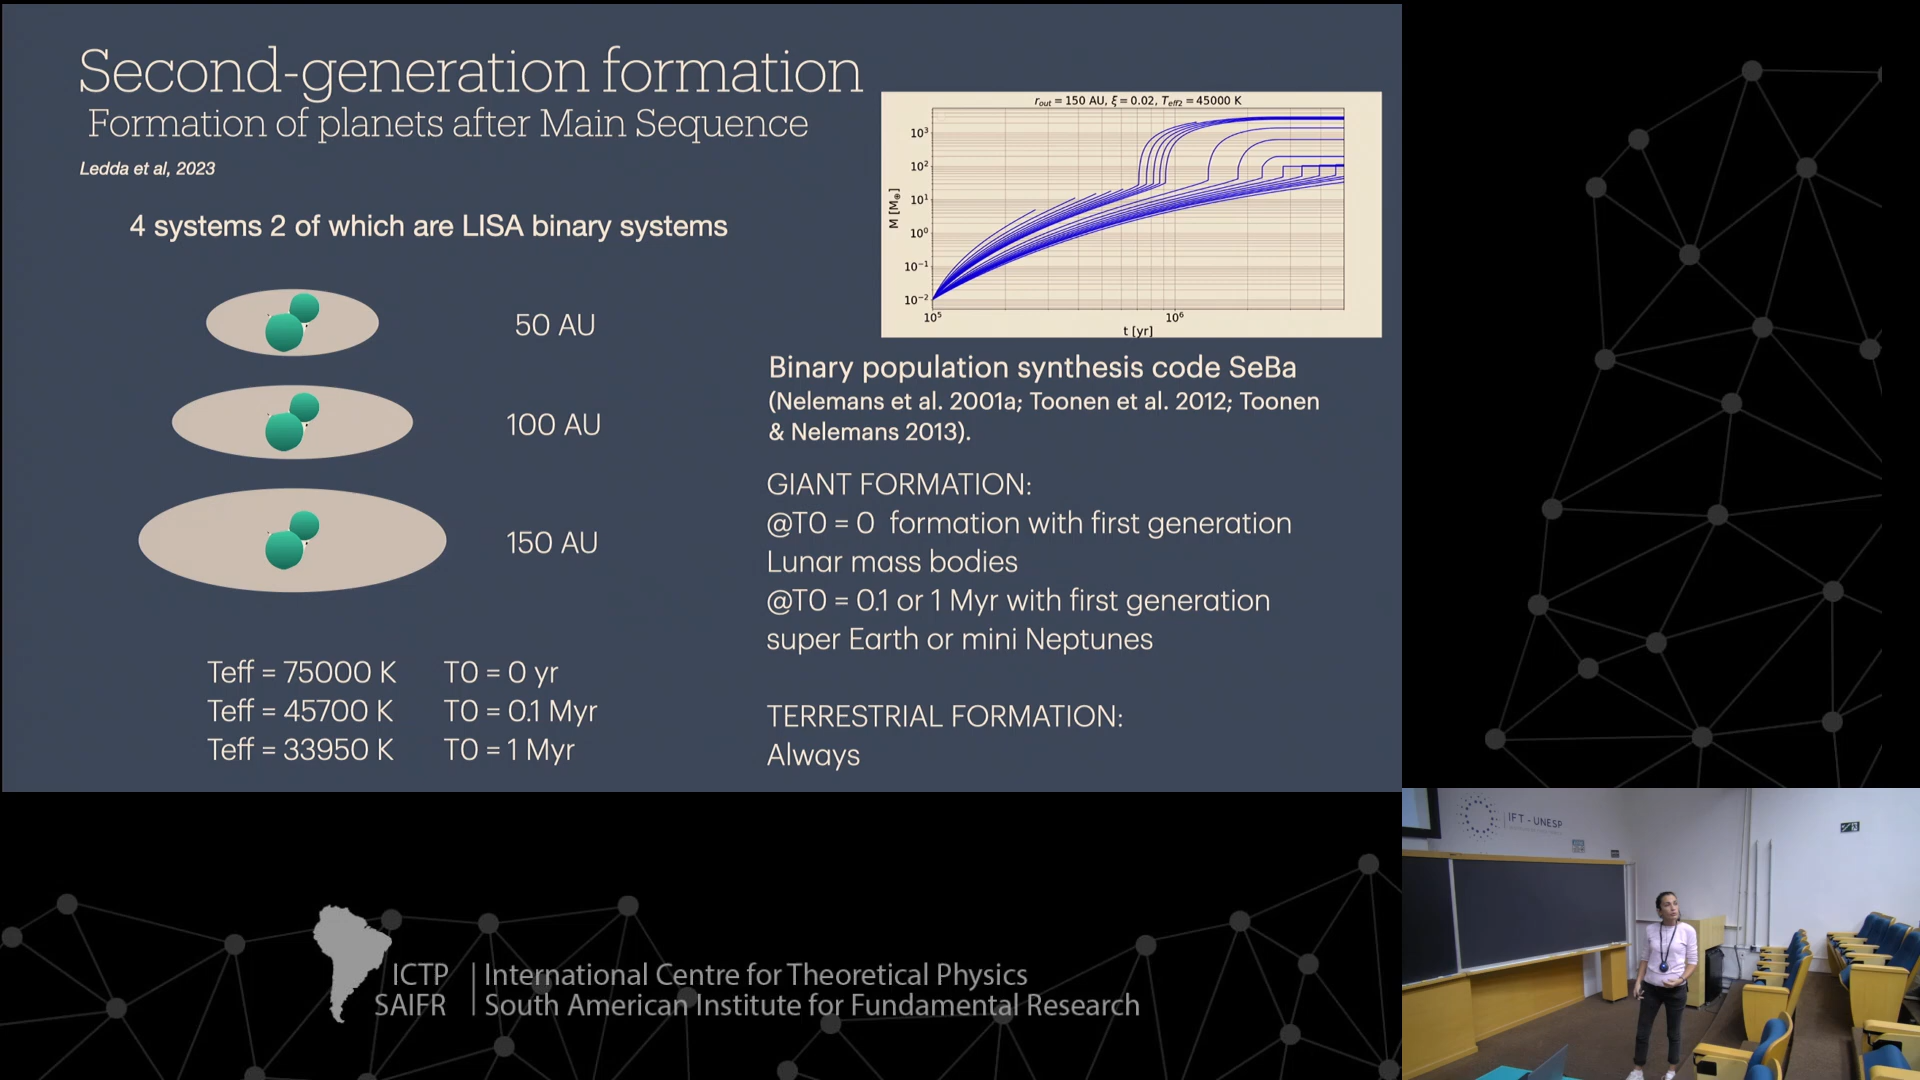 Second-generation formation
Formation of planets after Main Sequence
Ledda et al, 2023
4 systems 2 of which are LISA binary systems
50 AU
100 AU
150 AU
Teff = 75000 K T0 = 0 yr
Teff = 45700 K T0 = 0.1 Myr
Teff = 33950 K T0 = 1 Myr
r_out = 150 AU, ξ = 0.02, T_eff2 = 45000 K
M [M⊕]
10³
10²
10¹
10⁰
10⁻¹
10⁻²
10⁵ 10⁶
t [yr]
Binary population synthesis code SeBa
(Nelemans et al. 2001a; Toonen et al. 2012; Toonen
& Nelemans 2013).
GIANT FORMATION:
@T0 = 0 formation with first generation
Lunar mass bodies
@T0 = 0.1 or 1 Myr with first generation
super Earth or mini Neptunes
TERRESTRIAL FORMATION:
Always
IFT - UNESP
ICTP | International Centre for Theoretical Physics
SAIFR | South American Institute for Fundamental Research